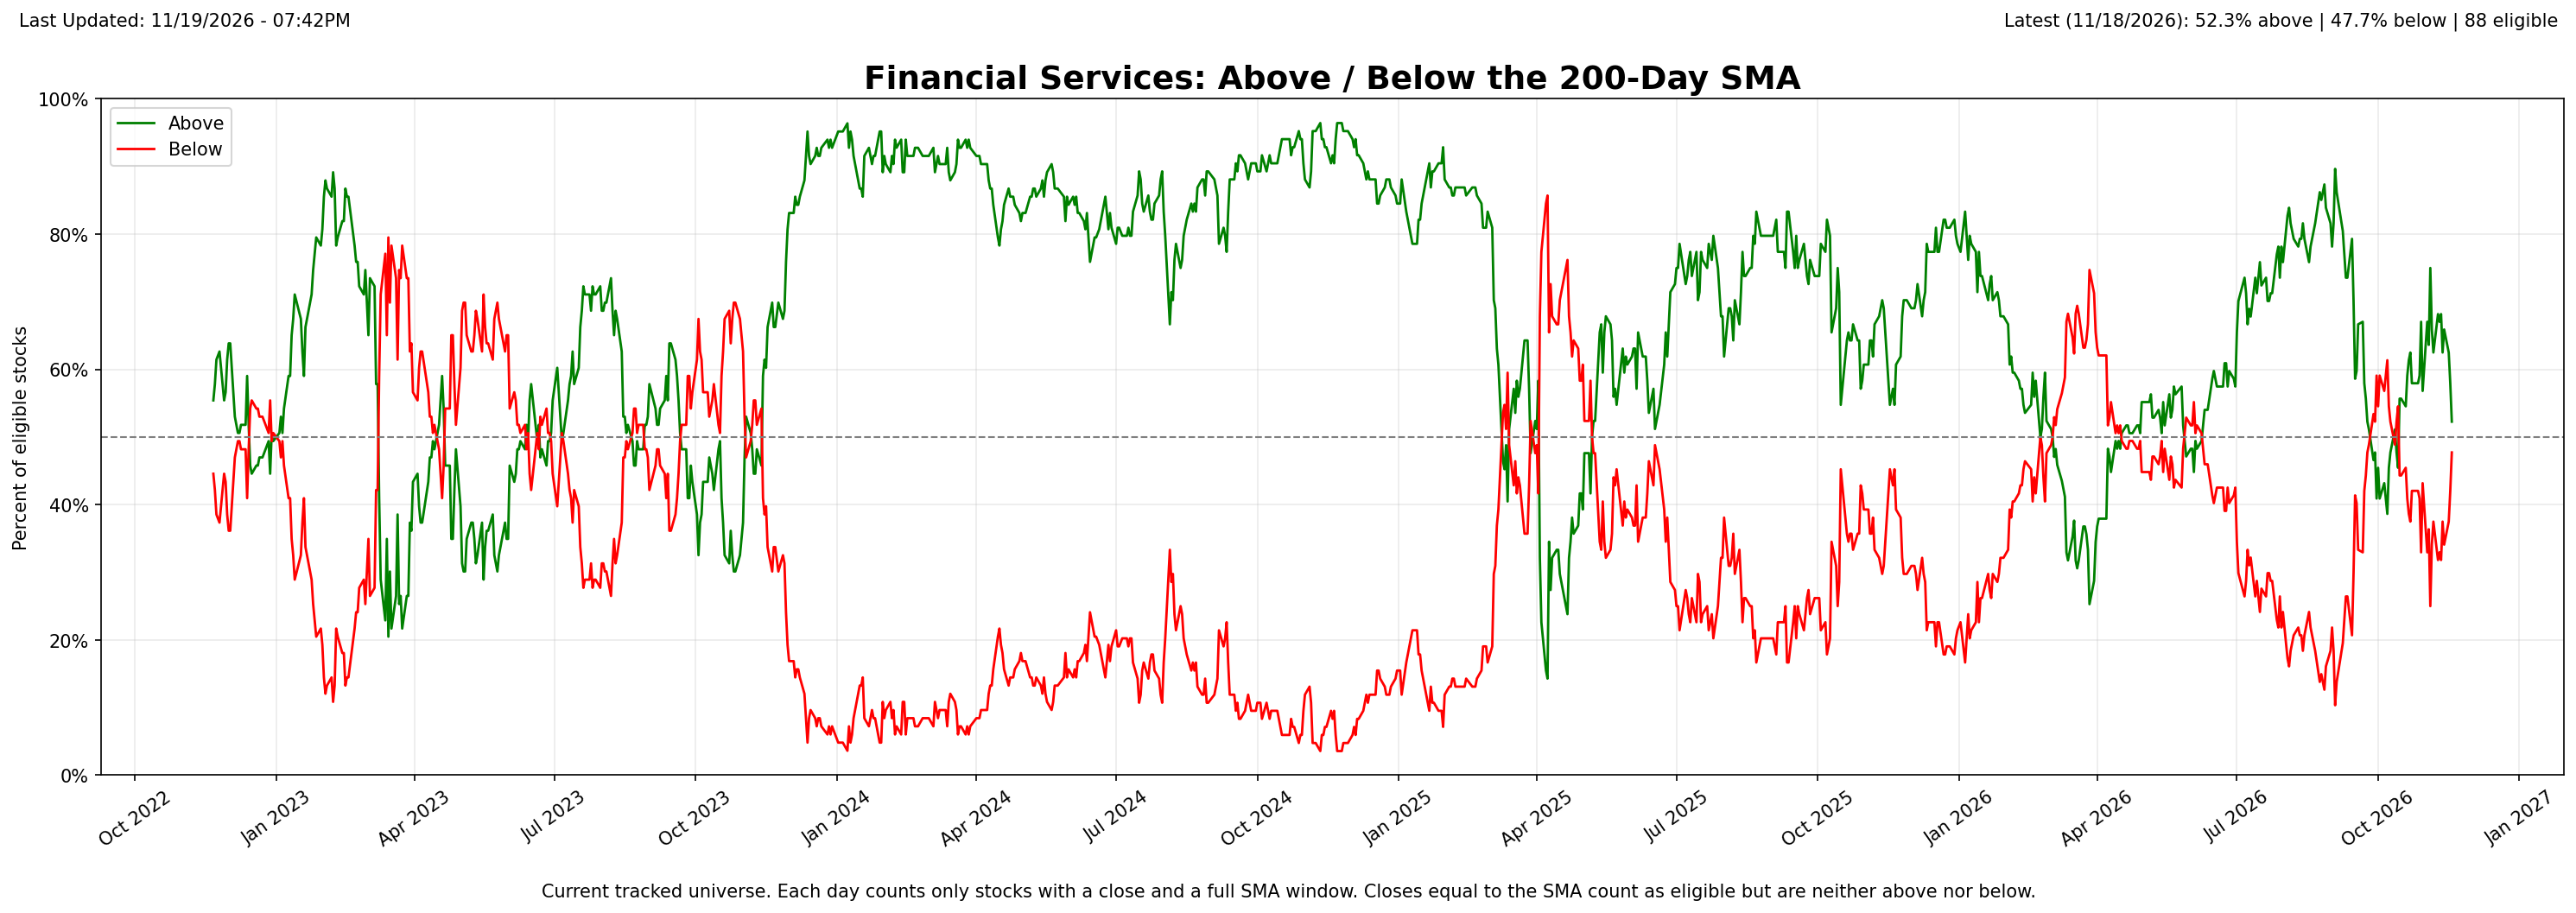 Last Updated: 11/19/2026 - 07:42PM
Latest (11/18/2026): 52.3% above | 47.7% below | 88 eligible
Financial Services: Above / Below the 200-Day SMA
Above
Below
Percent of eligible stocks
100%
80%
60%
40%
20%
0%
Oct 2022
Jan 2023
Apr 2023
Jul 2023
Oct 2023
Jan 2024
Apr 2024
Jul 2024
Oct 2024
Jan 2025
Apr 2025
Jul 2025
Oct 2025
Jan 2026
Apr 2026
Jul 2026
Oct 2026
Jan 2027
Current tracked universe. Each day counts only stocks with a close and a full SMA window. Closes equal to the SMA count as eligible but are neither above nor below.